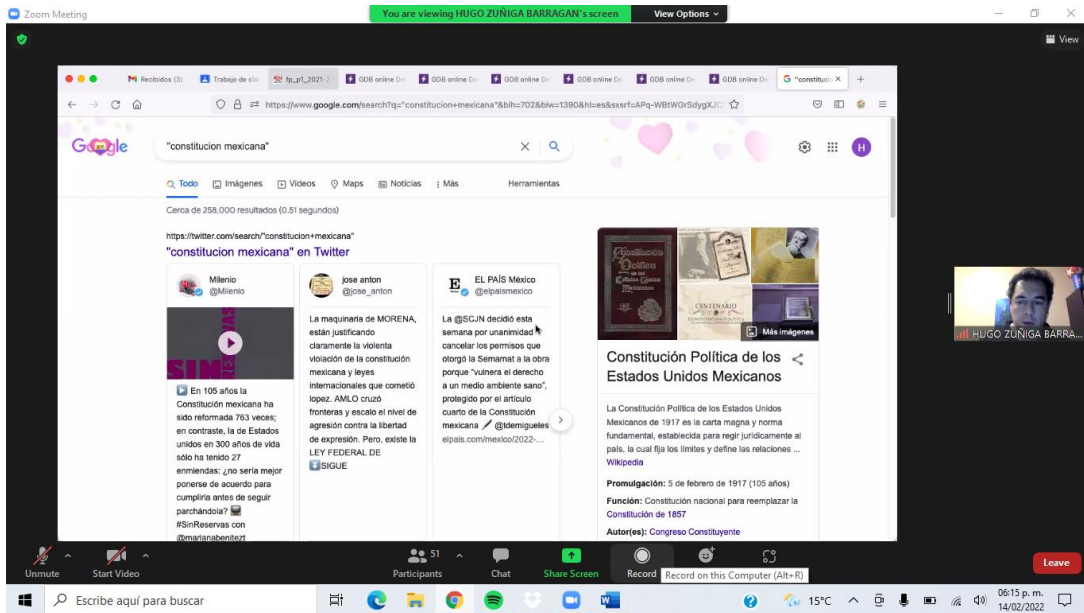 Zoom Meeting
You are viewing HUGO ZUÑIGA BARRAGAN's screen
View Options
View
Recibidos (3)
Trabajo de cla
fp_p1_2021-2
GDB online De
GDB online De
GDB online De
GDB online De
GDB online De
GDB online De
"constitucio
https://www.google.com/search?q="constitucion+mexicana"&bih=702&biw=1390&hl=es&sxsrf=APq-WBtWGrSdygXJC
Google
"constitucion mexicana"
H
Todo
Imágenes
Videos
Maps
Noticias
Más
Herramientas
Cerca de 258,000 resultados (0.51 segundos)
https://twitter.com/search/"constitucion+mexicana"
"constitucion mexicana" en Twitter
Milenio
@Milenio
SIN
RESERVAS
En 105 años la
Constitución mexicana ha
sido reformada 763 veces;
en contraste, la de Estados
unidos en 300 años de vida
sólo ha tenido 27
enmiendas: ¿no sería mejor
ponerse de acuerdo para
cumplirla antes de seguir
parchándola?
#SinReservas con
@marianabenitezt
jose anton
@jose_anton
La maquinaria de MORENA,
están justificando
claramente la violenta
violación de la constitución
mexicana y leyes
internacionales que cometió
lopez. AMLO cruzó
fronteras y escalo el nivel de
agresión contra la libertad
de expresión. Pero, existe la
LEY FEDERAL DE
SIGUE
E
EL PAÍS México
@elpaismexico
La @SCJN decidió esta
semana por unanimidad
cancelar los permisos que
otorgó la Semarnat a la obra
porque "vulnera el derecho
a un medio ambiente sano",
protegido por el artículo
cuarto de la Constitución
mexicana @tdemigueles
elpais.com/mexico/2022-...
CENTENARIO
Más imágenes
Constitución Política de los
Estados Unidos Mexicanos
La Constitución Política de los Estados Unidos
Mexicanos de 1917 es la carta magna y norma
fundamental, establecida para regir jurídicamente al
país, la cual fija los límites y define las relaciones ...
Wikipedia
Promulgación: 5 de febrero de 1917 (105 años)
Función: Constitución nacional para reemplazar la
Constitución de 1857
Autor(es): Congreso Constituyente
HUGO ZUÑIGA BARRA...
Unmute
Start Video
51
Participants
Chat
Share Screen
Record
Record on this Computer (Alt+R)
Leave
Escribe aquí para buscar
15°C
06:15 p. m.
14/02/2022